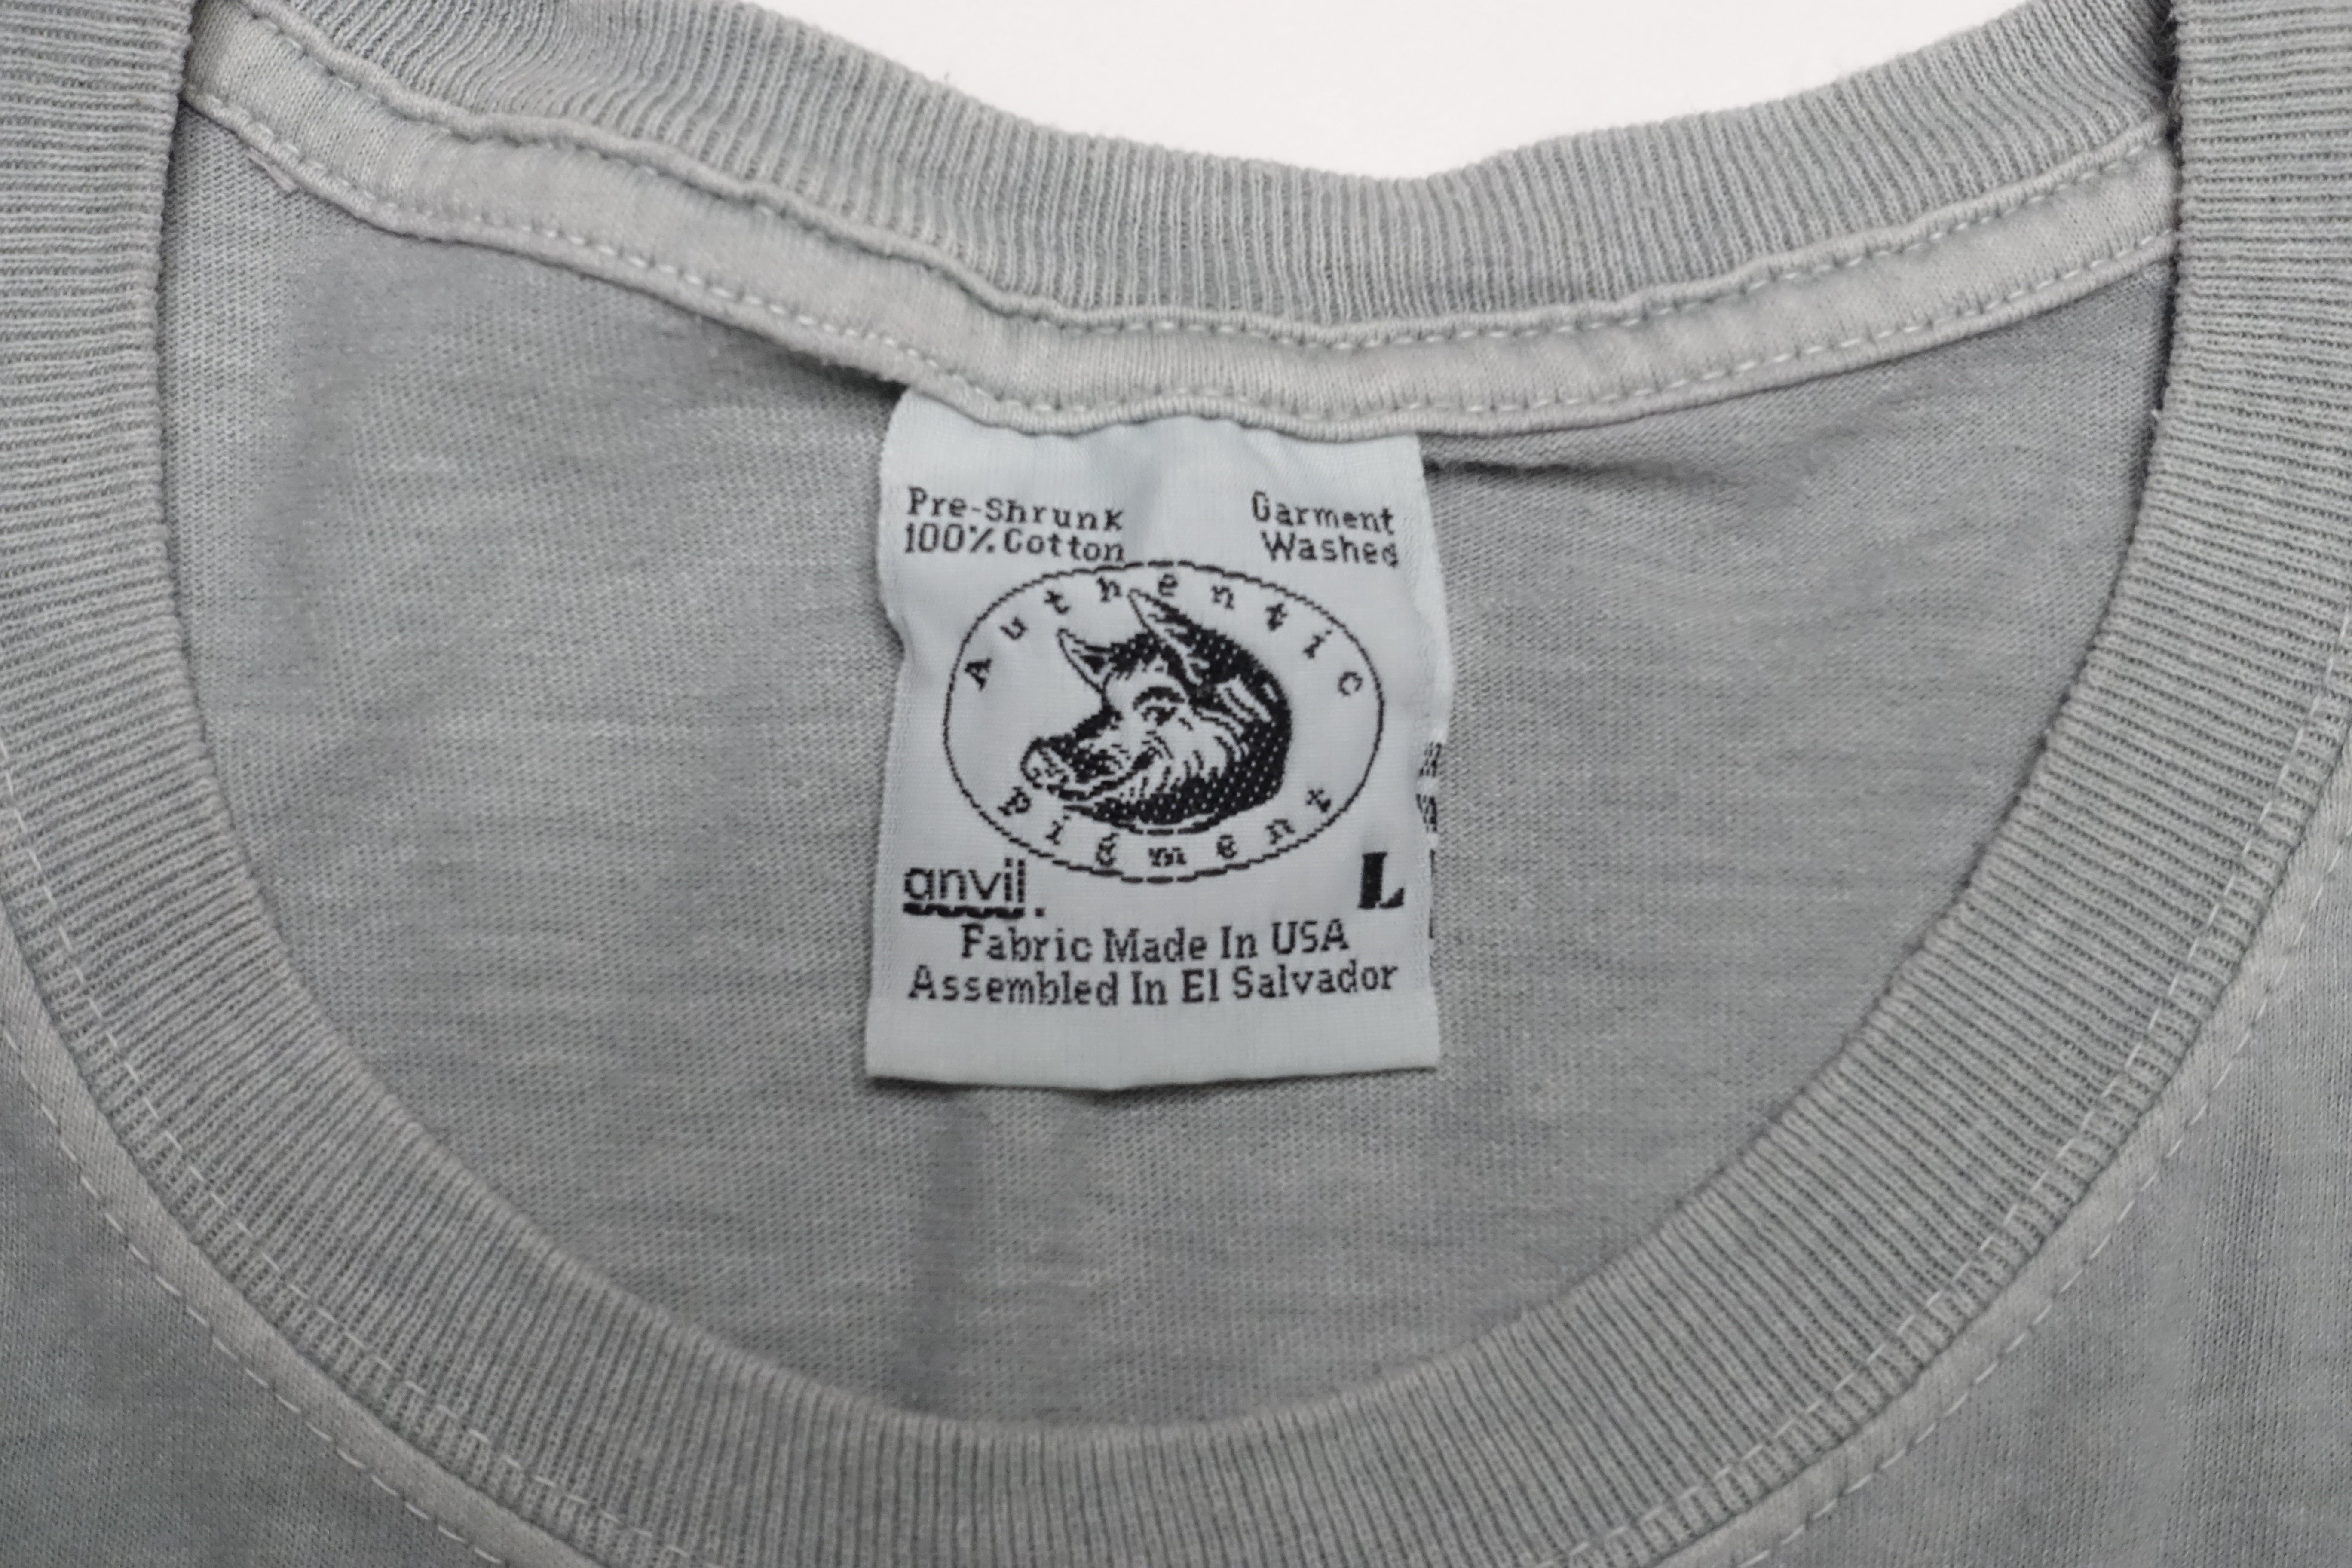 Pre-Shrunk
100% Cotton
Garment
Washed
Authentic
Pigment
anvil.
L
Fabric Made In USA
Assembled In El Salvador